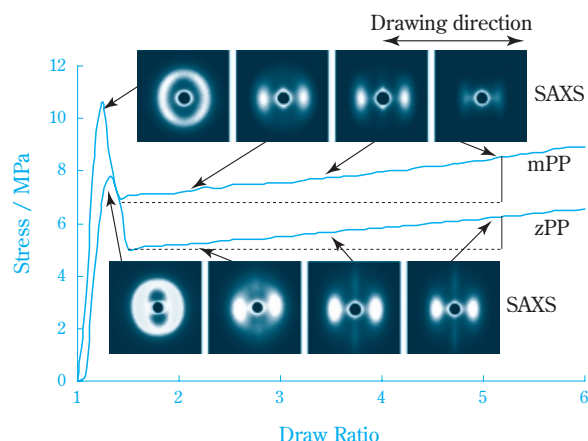 Drawing direction
12
SAXS
10
8
mPP
Stress / MPa
6
zPP
4
SAXS
2
0
1 2 3 4 5 6
Draw Ratio